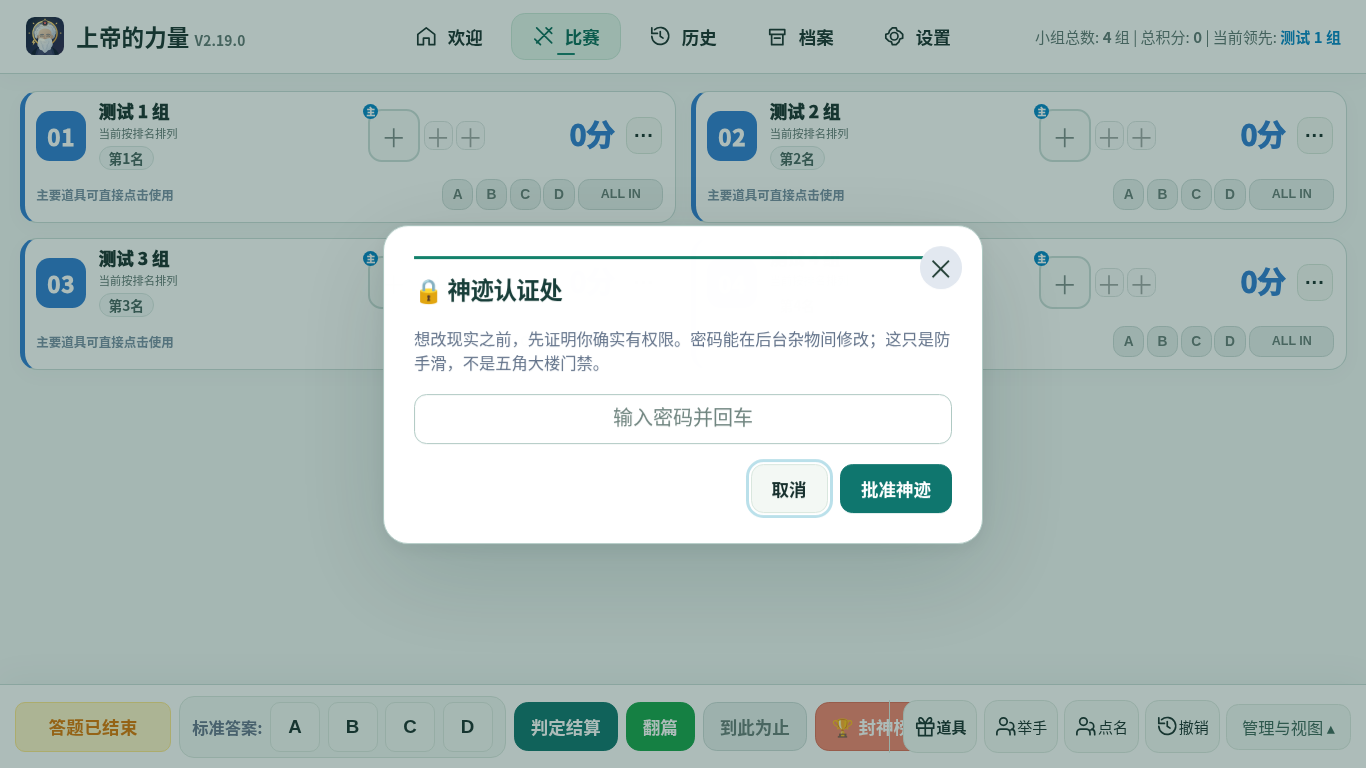 上帝的力量 V2.19.0
欢迎
比赛
历史
档案
设置
小组总数: 4 组 | 总积分: 0 | 当前领先: 测试 1 组
01
测试 1 组
当前按排名排列
第1名
主
0分
主要道具可直接点击使用
A
B
C
D
ALL IN
02
测试 2 组
当前按排名排列
第2名
主
0分
主要道具可直接点击使用
A
B
C
D
ALL IN
03
测试 3 组
当前按排名排列
第3名
主
主要道具可直接点击使用
主
0分
A
B
C
D
ALL IN
神迹认证处
想改现实之前，先证明你确实有权限。密码能在后台杂物间修改；这只是防
手滑，不是五角大楼门禁。
输入密码并回车
取消
批准神迹
答题已结束
标准答案:
A
B
C
D
判定结算
翻篇
到此为止
封神
道具
举手
点名
撤销
管理与视图▲